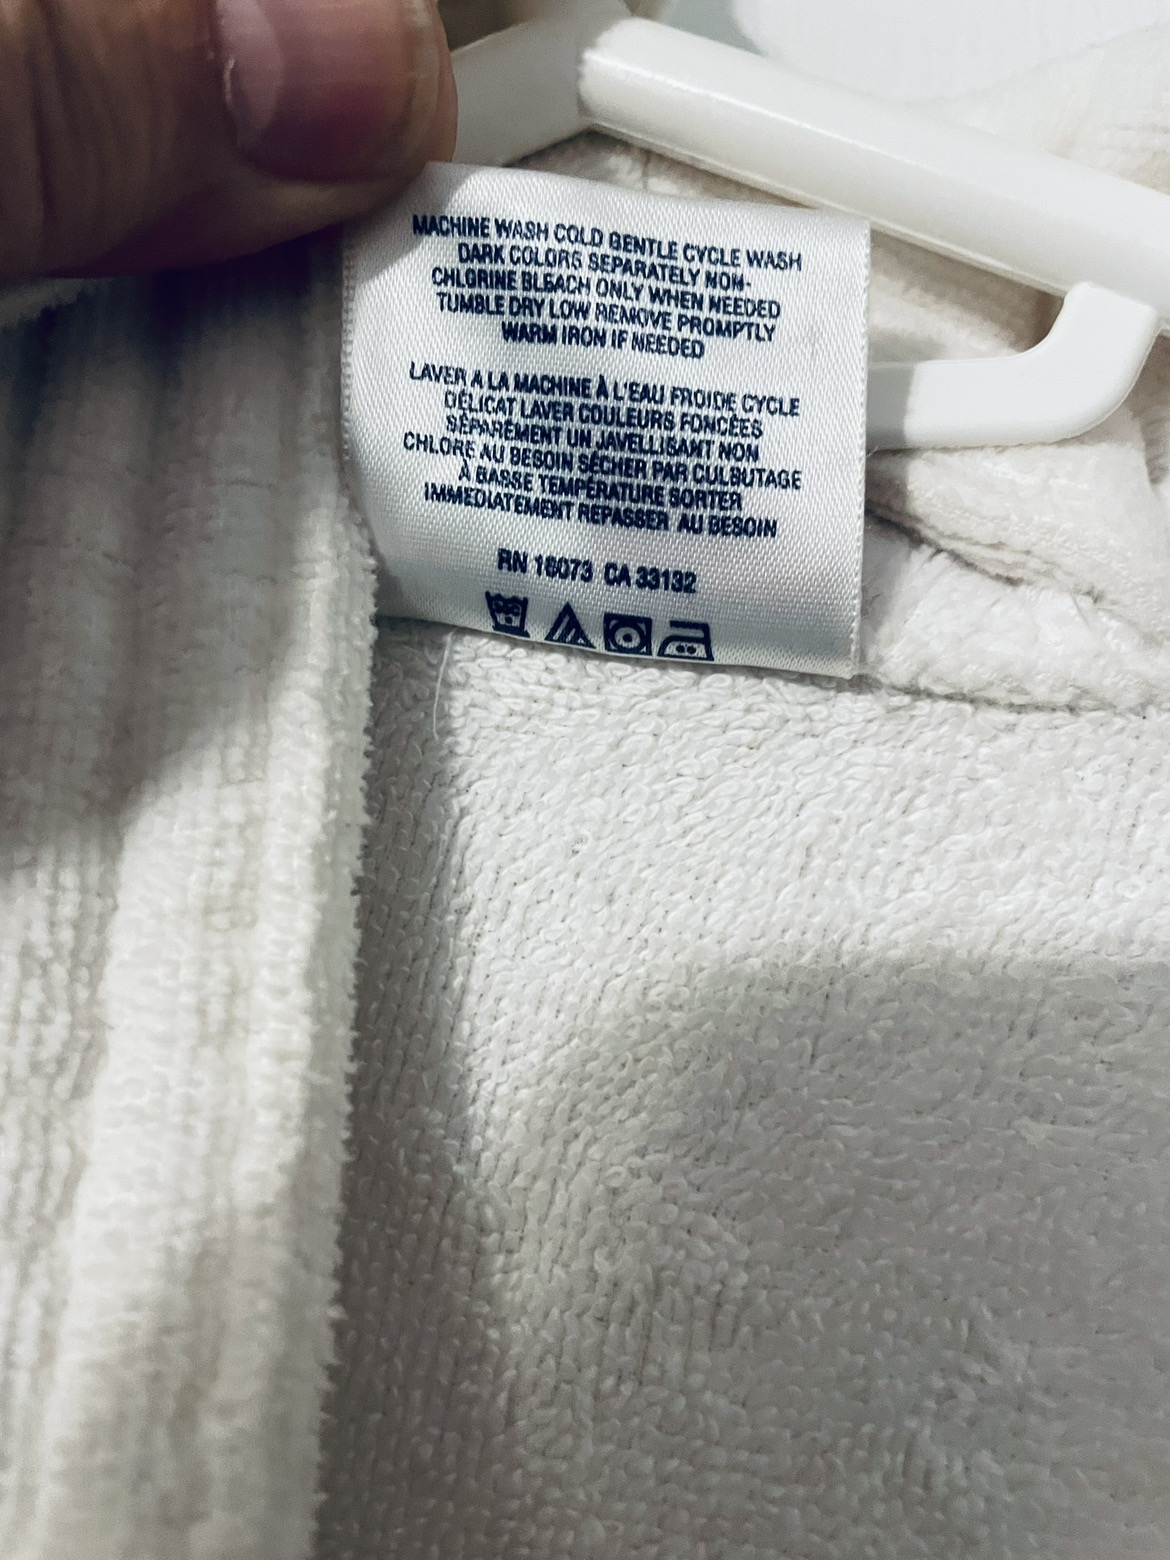 MACHINE WASH COLD GENTLE CYCLE WASH
DARK COLORS SEPARATELY NON-
CHLORINE BLEACH ONLY WHEN NEEDED
TUMBLE DRY LOW REMOVE PROMPTLY
WARM IRON IF NEEDED
LAVER A LA MACHINE À L'EAU FROIDE CYCLE
DÉLICAT LAVER COULEURS FONCÉES
SÉPARÉMENT UN JAVELLISANT NON
CHLORÉ AU BESOIN SÉCHER PAR CULBUTAGE
À BASSE TEMPÉRATURE SORTER
IMMEDIATEMENT REPASSER AU BESOIN
RN 16073 CA 33132